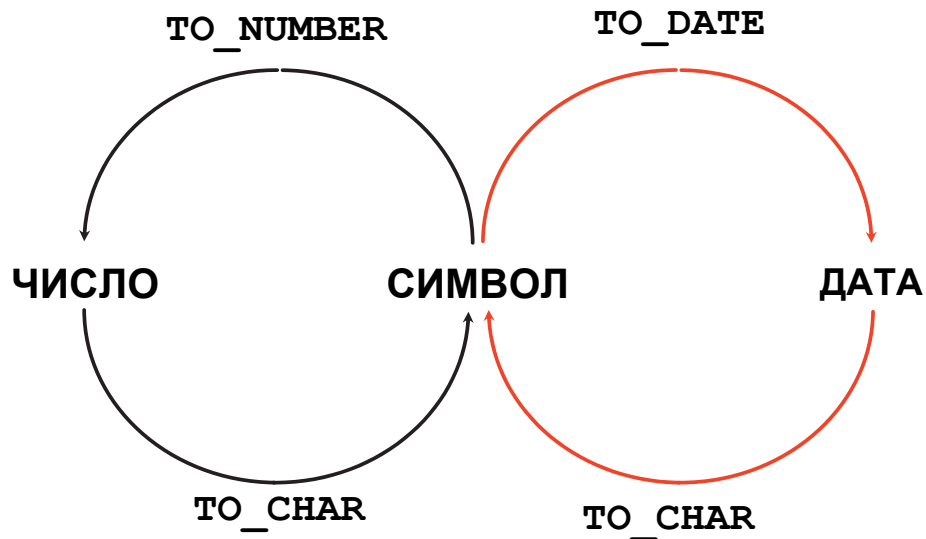 TO_NUMBER
TO_DATE
ЧИСЛО
СИМВОЛ
ДАТА
TO_CHAR
TO_CHAR